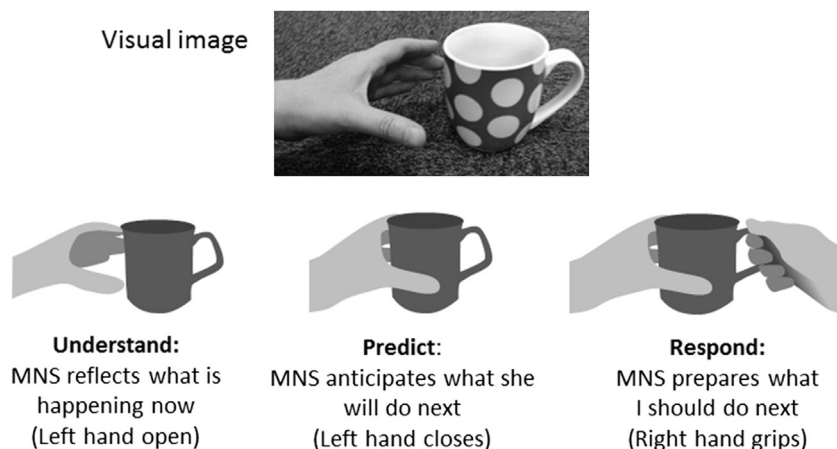 Visual image
Understand:
MNS reflects what is
happening now
(Left hand open)
Predict:
MNS anticipates what she
will do next
(Left hand closes)
Respond:
MNS prepares what
I should do next
(Right hand grips)